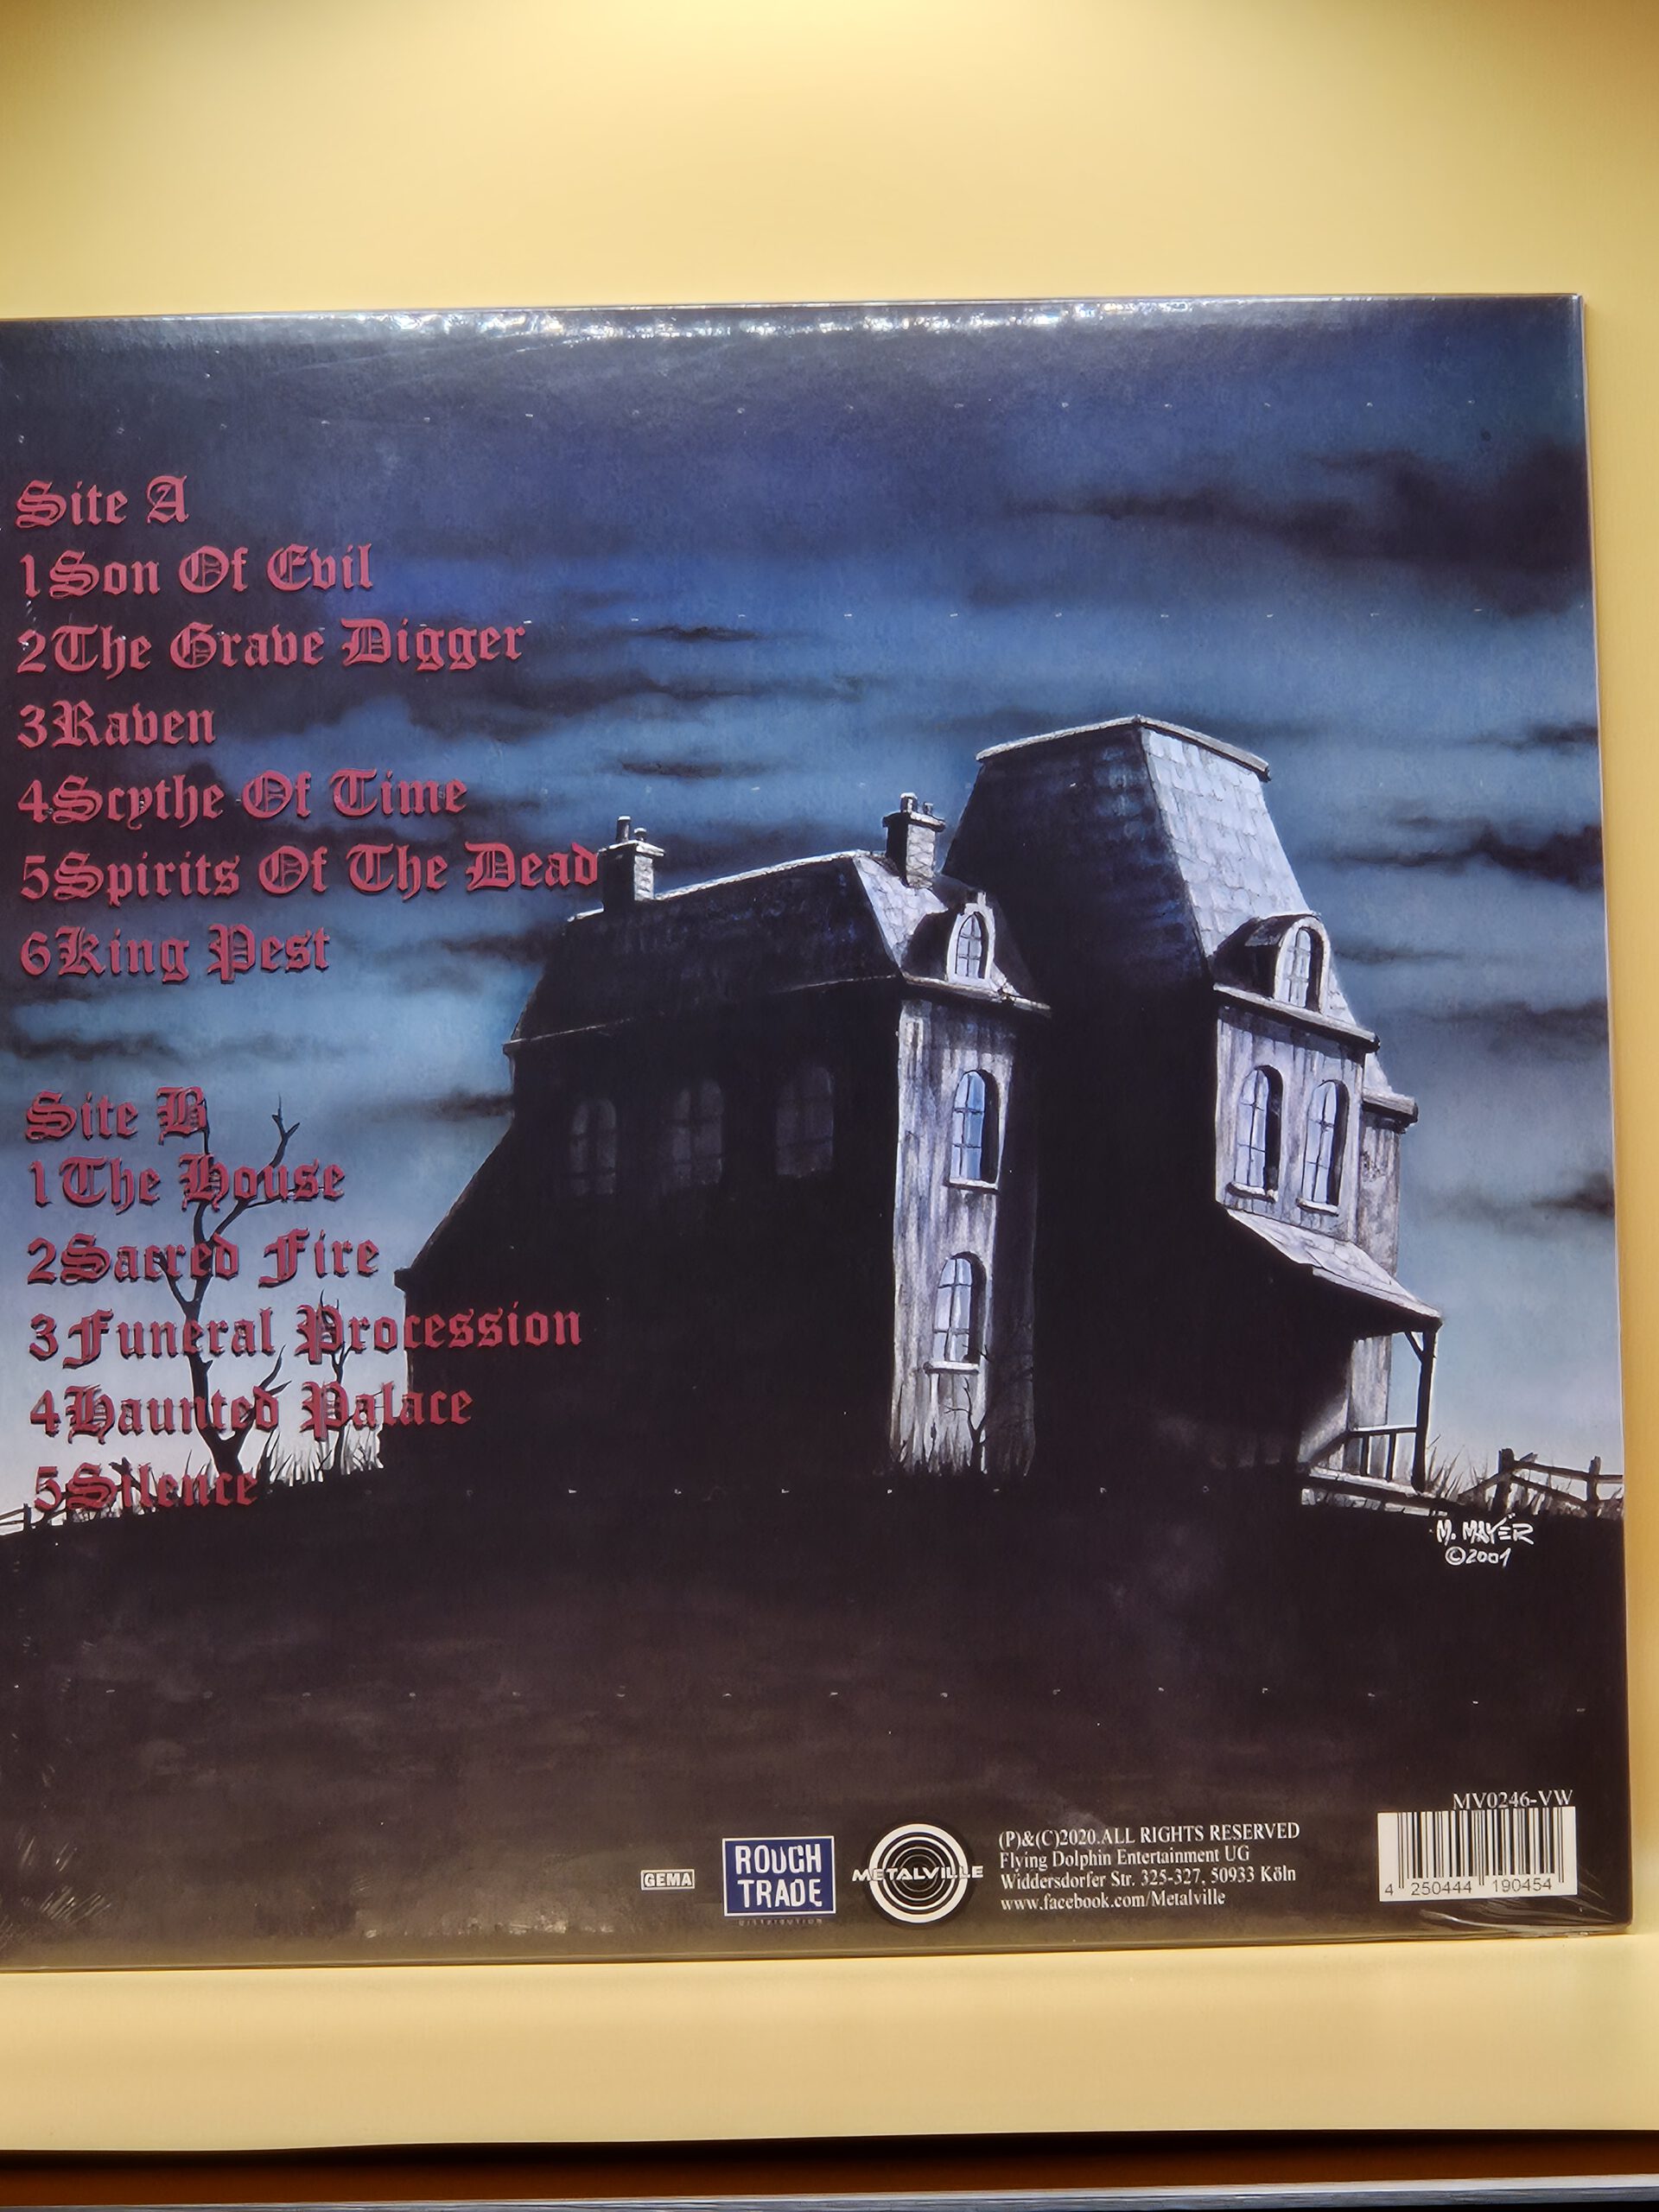 Site A
1Son Of Evil
2The Grave Digger
3Raven
4Scythe Of Time
5Spirits Of The Dead
6King Pest
Site B
1The House
2Sacred Fire
3Funeral Procession
4Haunted Palace
5Silence
M. MAYER
©2001
GEMA
ROUGH
TRADE
DISTRIBUTION
METALVILLE
(P)&(C)2020.ALL RIGHTS RESERVED
Flying Dolphin Entertainment UG
Widdersdorfer Str. 325-327, 50933 Köln
www.facebook.com/Metalville
MV0246-VW
4 250444 190454